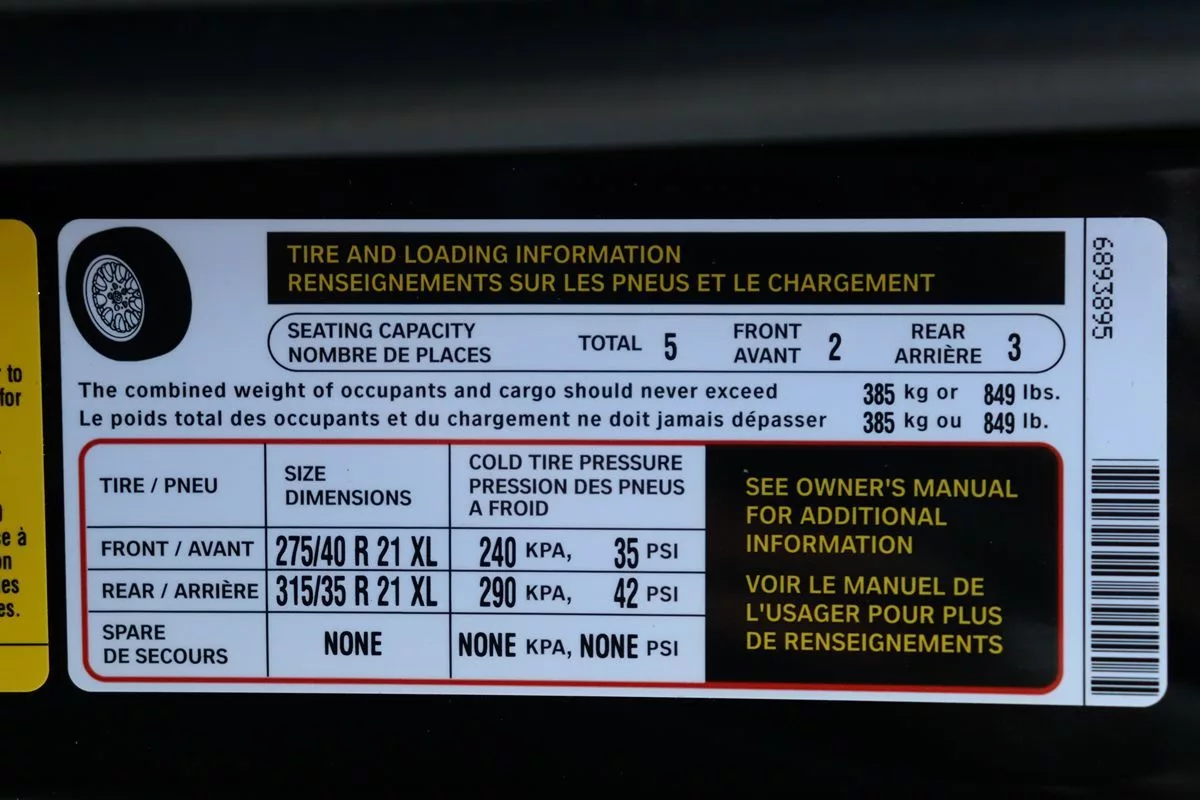 to
for
e à
on
es
es.
TIRE AND LOADING INFORMATION
RENSEIGNEMENTS SUR LES PNEUS ET LE CHARGEMENT
SEATING CAPACITY
NOMBRE DE PLACES
TOTAL 5
FRONT
AVANT 2
REAR
ARRIÈRE 3
The combined weight of occupants and cargo should never exceed 385 kg or 849 lbs.
Le poids total des occupants et du chargement ne doit jamais dépasser 385 kg ou 849 lb.
TIRE / PNEU
SIZE
DIMENSIONS
COLD TIRE PRESSURE
PRESSION DES PNEUS
A FROID
FRONT / AVANT 275/40 R 21 XL 240 KPA, 35 PSI
REAR / ARRIÈRE 315/35 R 21 XL 290 KPA, 42 PSI
SPARE
DE SECOURS NONE NONE KPA, NONE PSI
SEE OWNER'S MANUAL
FOR ADDITIONAL
INFORMATION
VOIR LE MANUEL DE
L'USAGER POUR PLUS
DE RENSEIGNEMENTS
6893895